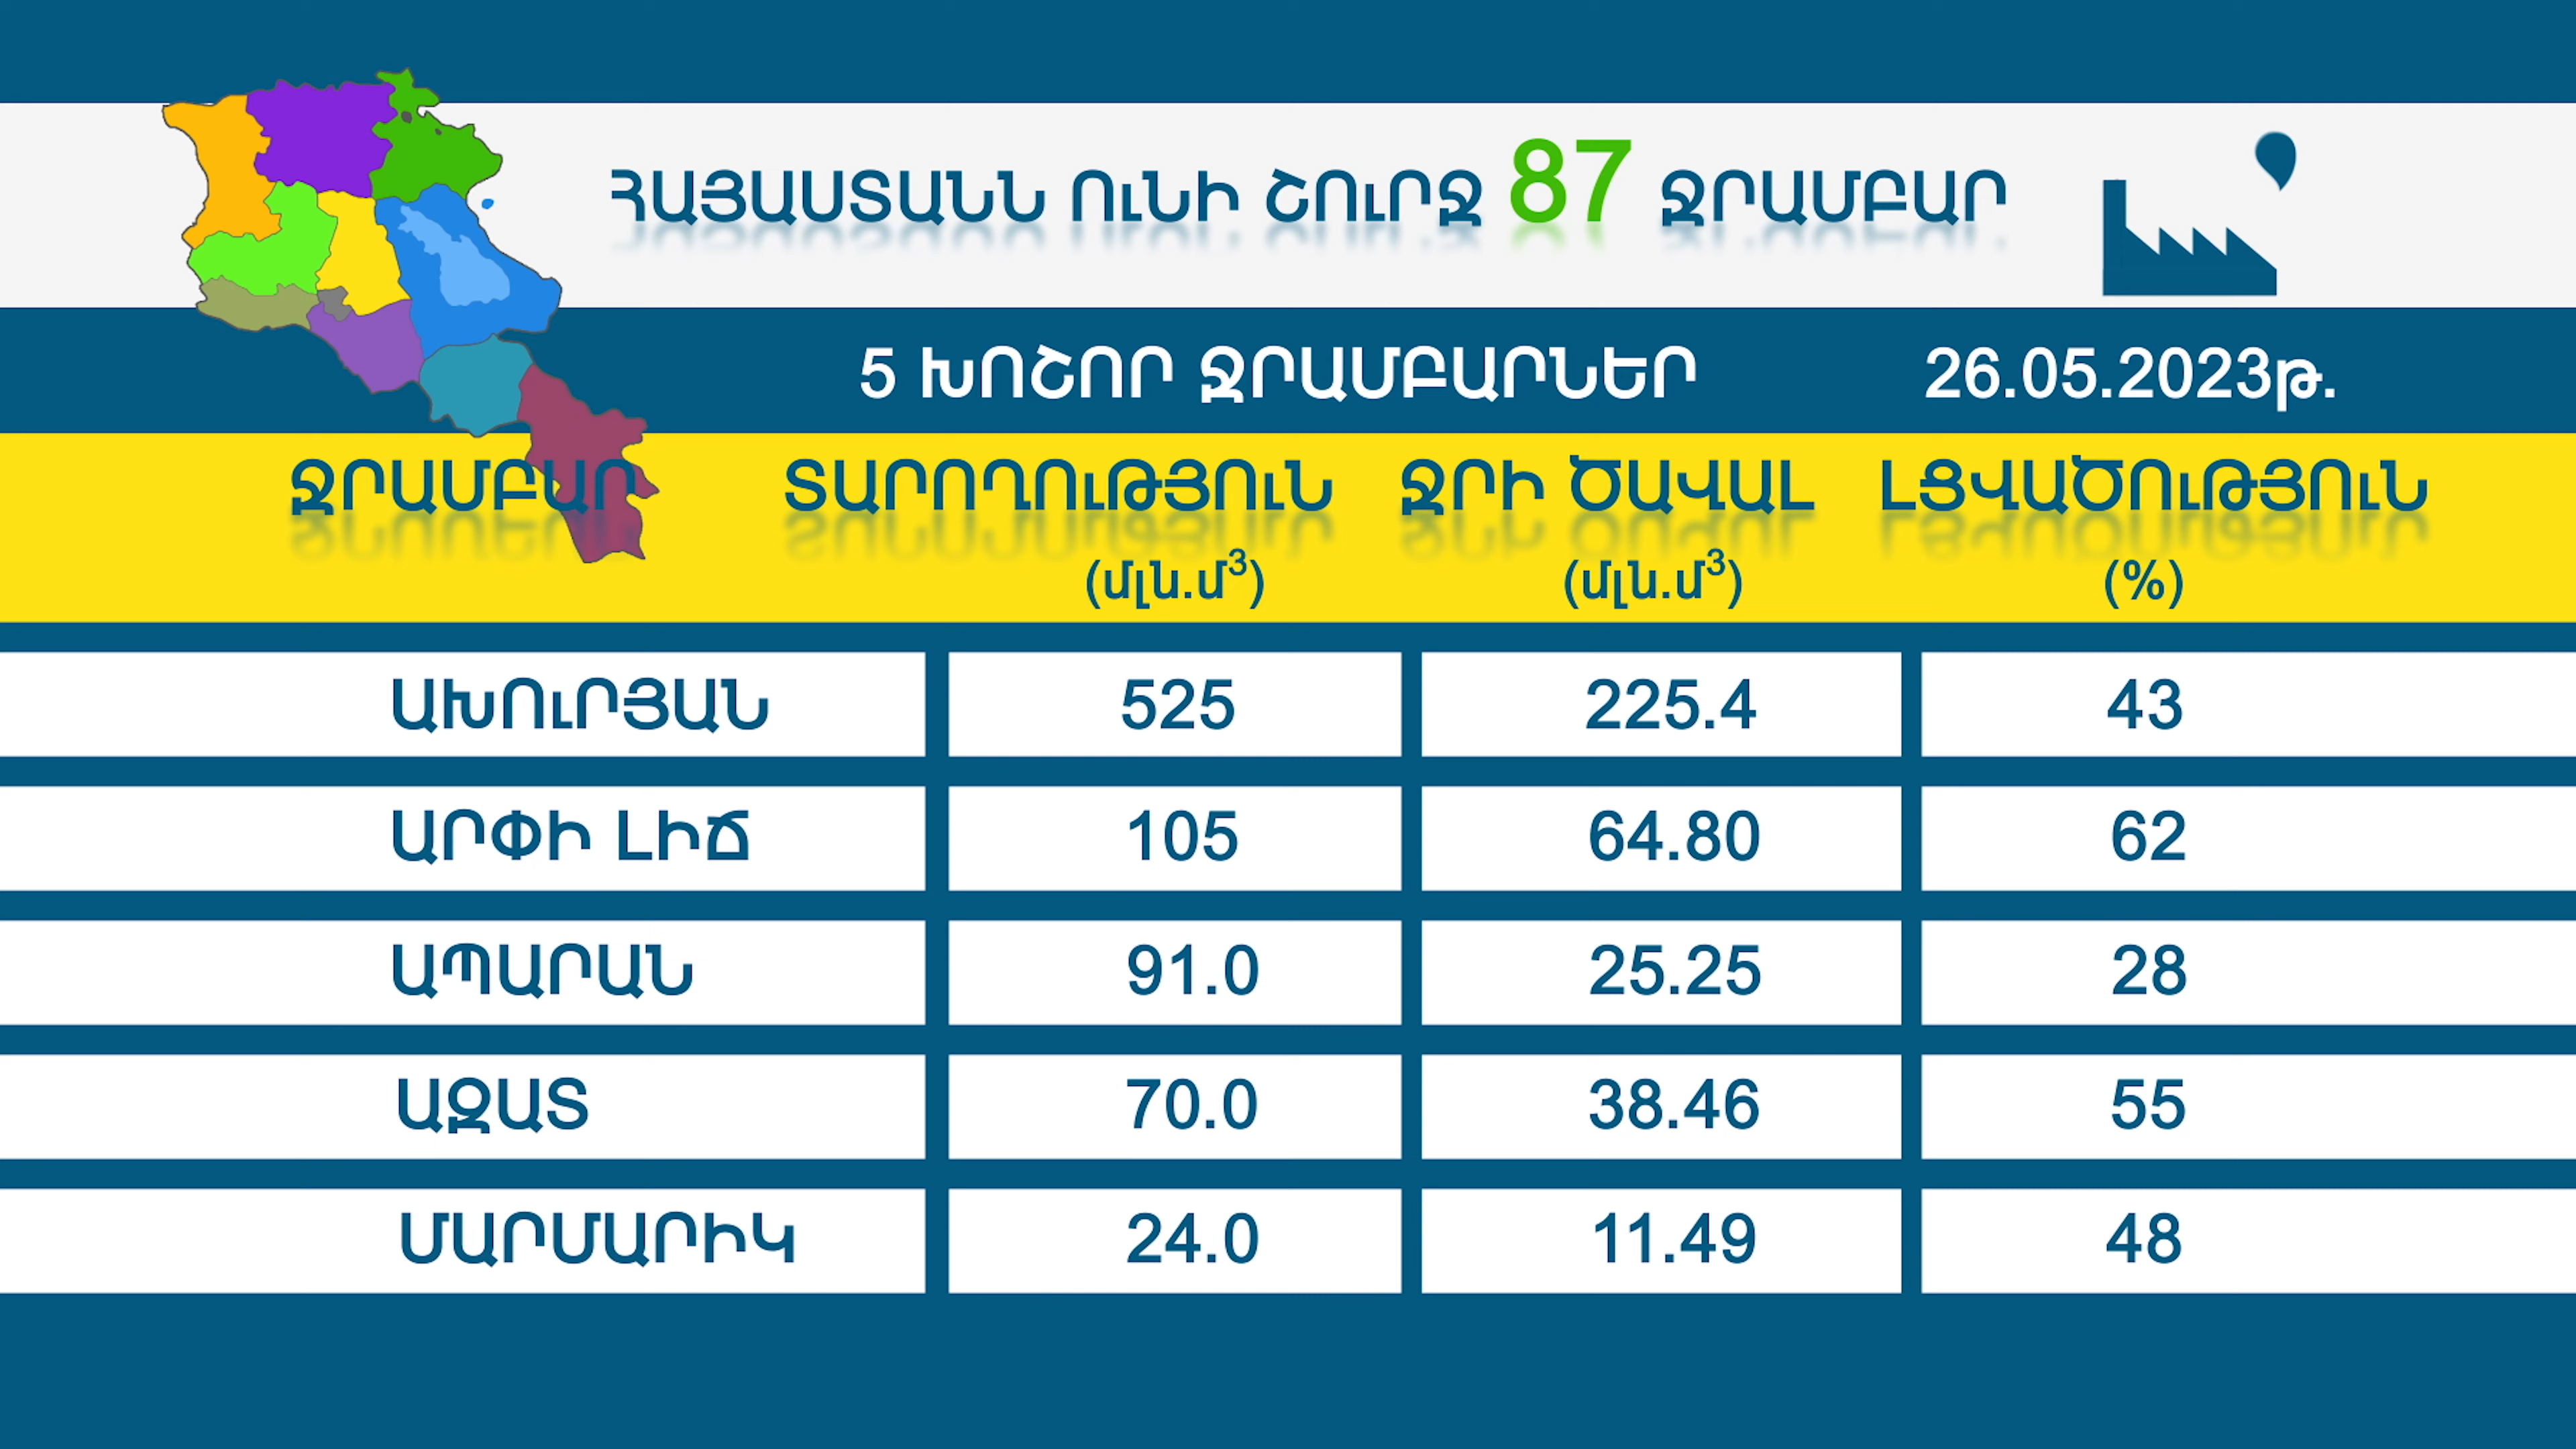 ՀԱՅԱՍՏԱՆՆ ՈւՆԻ ՇՈւՐՋ 87 ՋՐԱՄԲԱՐ
5 ԽՈՇՈՐ ՋՐԱՄԲԱՐՆԵՐ 26.05.2023թ.
ՋՐԱՄԲԱՐ ՏԱՐՈՂՈւԹՅՈւՆ ՋՐԻ ԾԱՎԱԼ ԼՑՎԱԾՈւԹՅՈւՆ
(մլն.մ³) (մլն.մ³) (%)
ԱԽՈւՐՅԱՆ 525 225.4 43
ԱՐՓԻ ԼԻՃ 105 64.80 62
ԱՊԱՐԱՆ 91.0 25.25 28
ԱԶԱՏ 70.0 38.46 55
ՄԱՐՄԱՐԻԿ 24.0 11.49 48